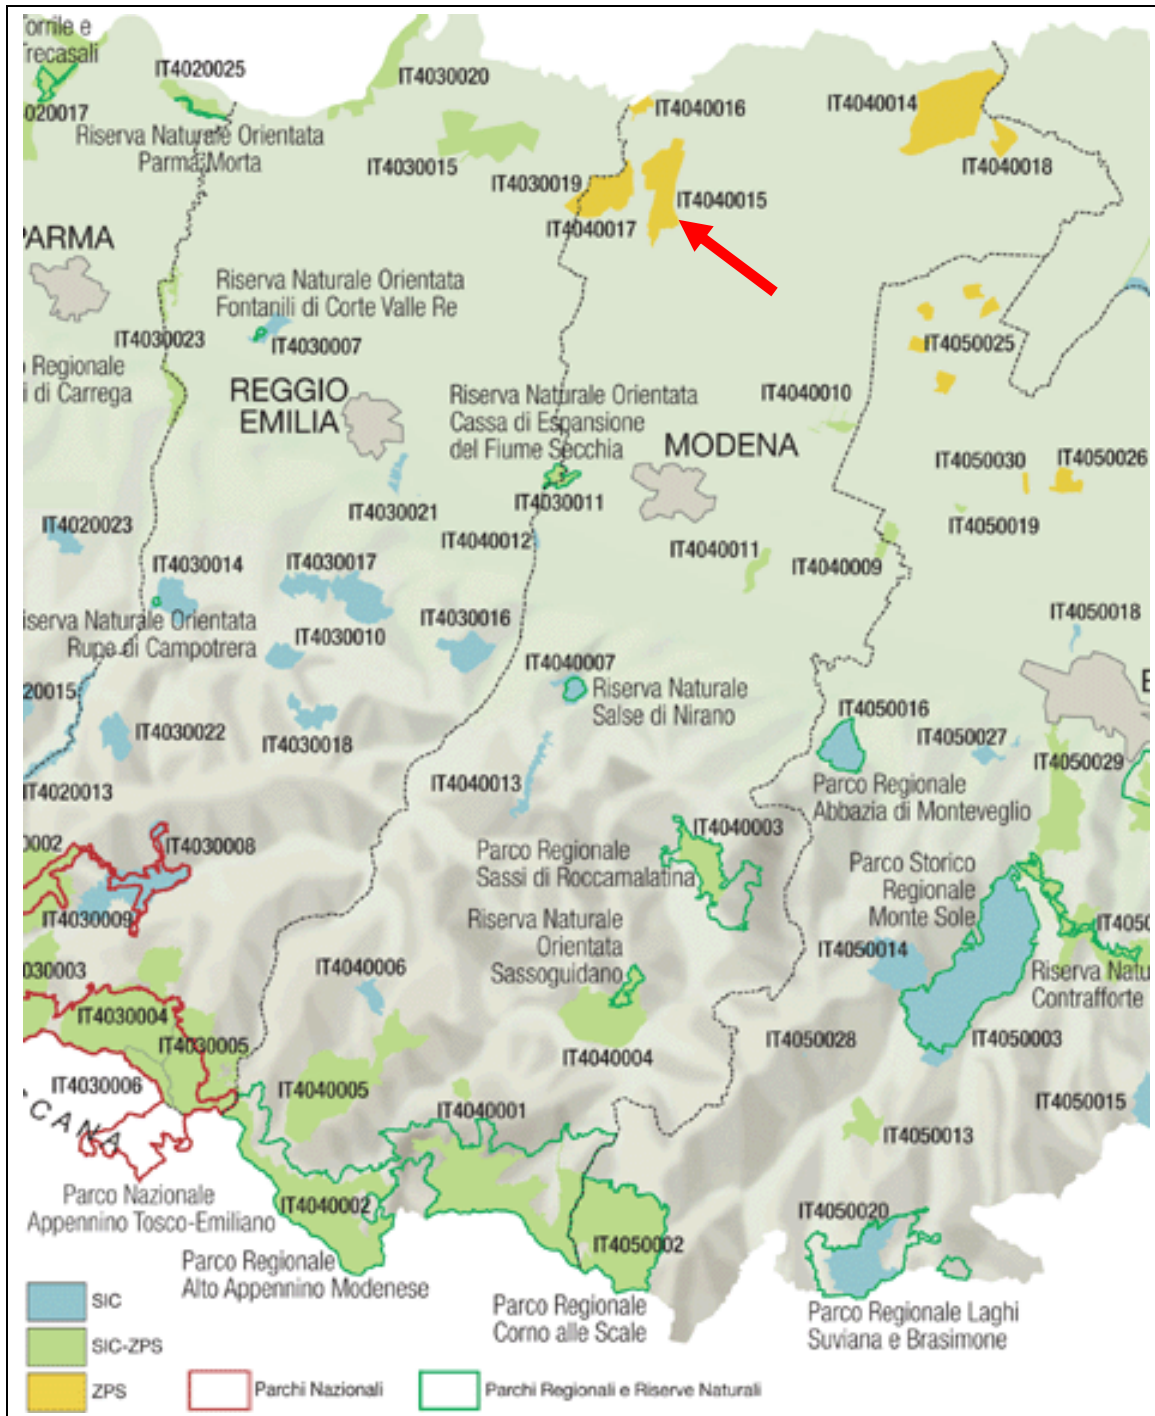 Torrile e
Trecasali
IT4020025
IT4030020
IT4040016
IT4040014
020017
Riserva Naturale Orientata
Parma Morta
IT4030015
IT4030019
IT4040015
IT4040018
IT4040017
PARMA
Riserva Naturale Orientata
Fontanili di Corte Valle Re
IT4030023
IT4030007
IT4050025
o Regionale
i di Carrega
REGGIO
EMILIA
Riserva Naturale Orientata
Cassa di Espansione
del Fiume Secchia
IT4040010
MODENA
IT4050030
IT4050026
IT4030011
IT4030021
IT4050019
IT4020023
IT4040012
IT4040011
IT4040009
IT4030014
IT4030017
IT4030016
IT4050018
iserva Naturale Orientata
Rupe di Campotrera
IT4030010
IT4040007
Riserva Naturale
Salse di Nirano
20015
E
IT4050016
IT4030022
IT4030018
IT4050027
IT4050029
IT4020013
IT4040013
Parco Regionale
Abbazia di Monteveglio
IT4040003
0002
IT4030008
Parco Regionale
Sassi di Roccamalatina
Parco Storico
Regionale
Monte Sole
IT4030009
Riserva Naturale
Orientata
Sassoguidano
IT4050014
IT4050
030003
IT4040006
Riserva Natu
Contrafforte
IT4030004
IT4030005
IT4040004
IT4050028
IT4050003
IT4030006
IT4040005
IT4040001
IT4050015
CANA
IT4050013
Parco Nazionale
Appennino Tosco-Emiliano
IT4040002
IT4050020
IT4050002
Parco Regionale
Alto Appennino Modenese
Parco Regionale
Corno alle Scale
Parco Regionale Laghi
Suviana e Brasimone
SIC
SIC-ZPS
ZPS
Parchi Nazionali
Parchi Regionali e Riserve Naturali